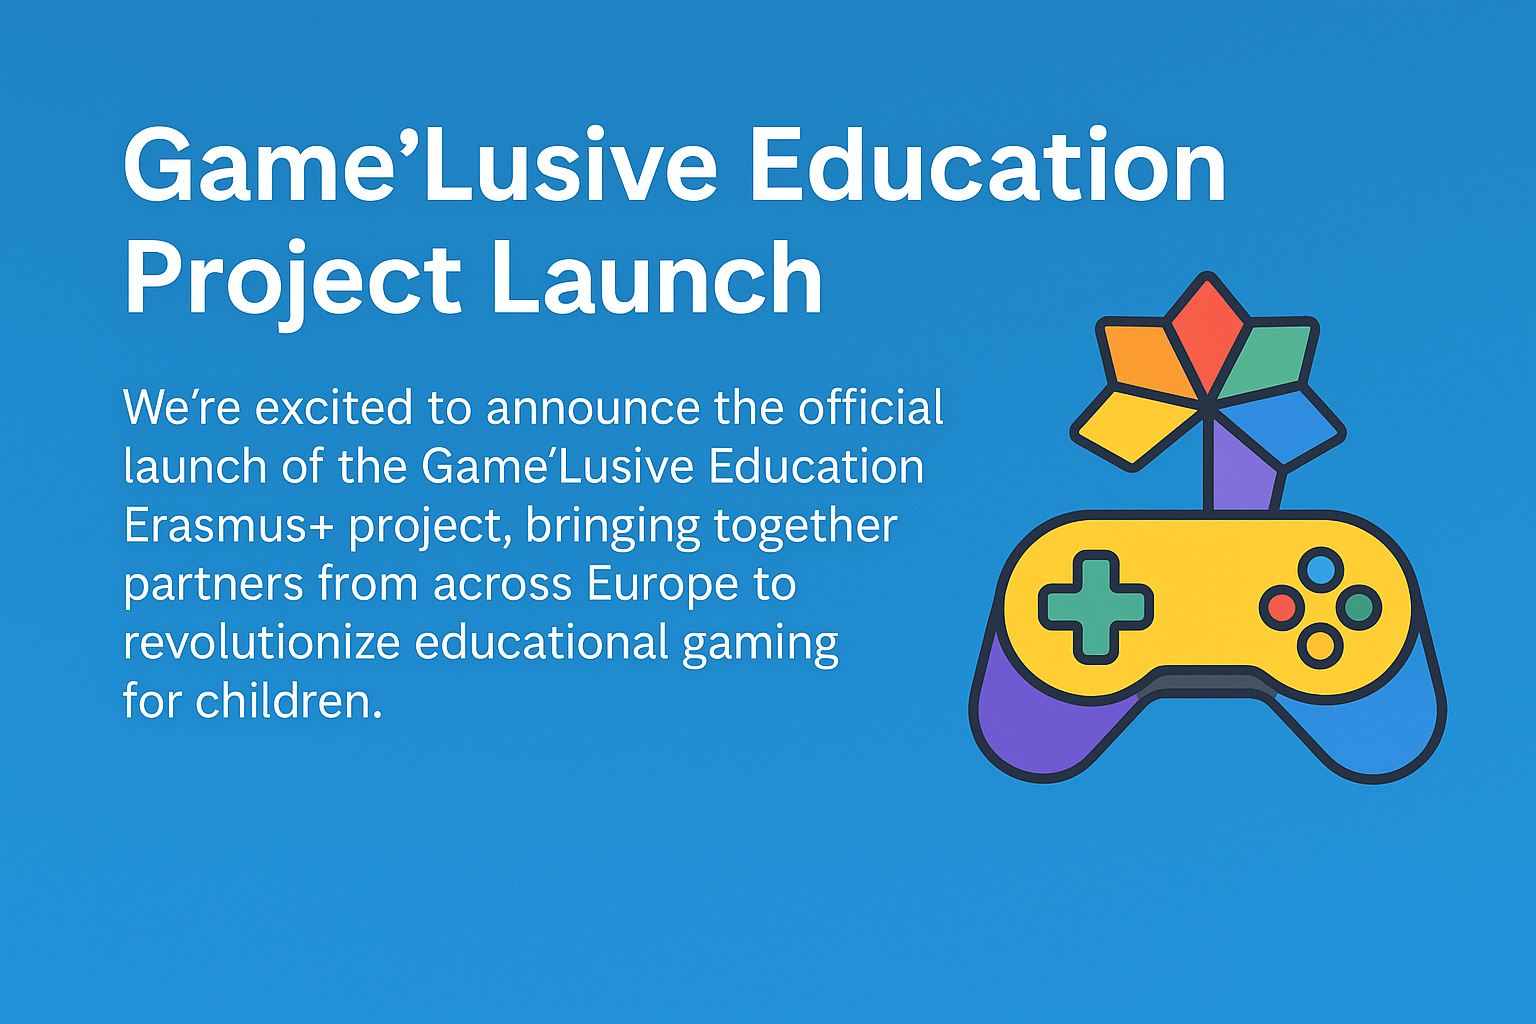 Game’Lusive Education
Project Launch
We’re excited to announce the official
launch of the Game’Lusive Education
Erasmus+ project, bringing together
partners from across Europe to
revolutionize educational gaming
for children.